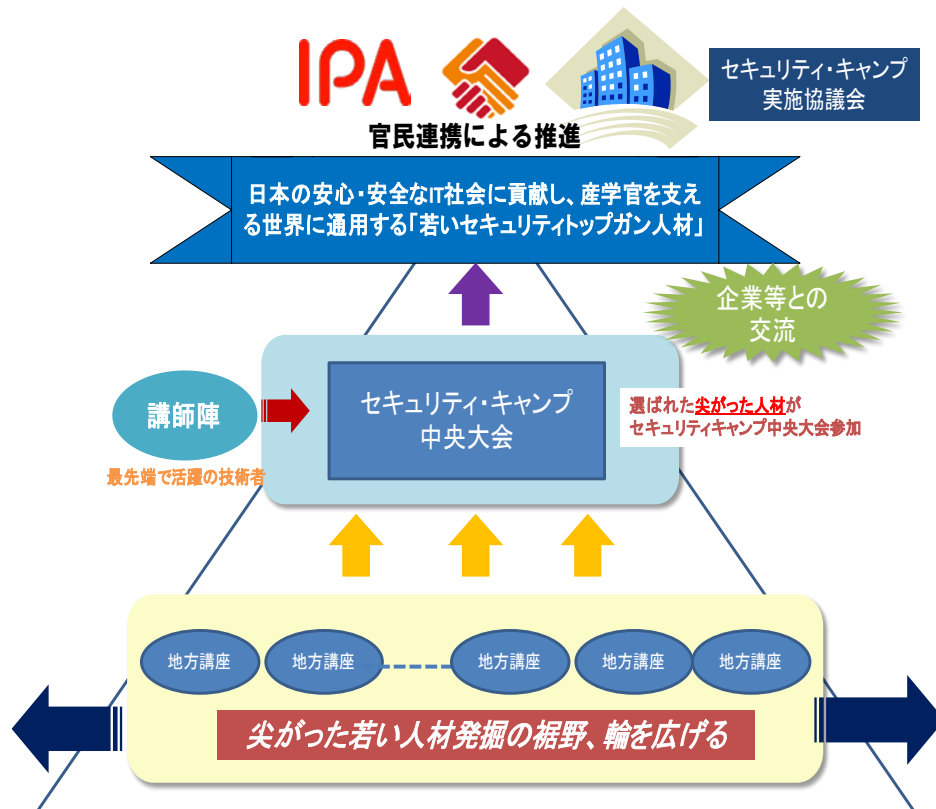 IPA
セキュリティ・キャンプ
実施協議会
官民連携による推進
日本の安心・安全なIT社会に貢献し、産学官を支え
る世界に通用する「若いセキュリティトップガン人材」
企業等との
交流
講師陣
最先端で活躍の技術者
セキュリティ・キャンプ
中央大会
選ばれた尖がった人材が
セキュリティキャンプ中央大会参加
地方講座 地方講座 地方講座 地方講座 地方講座
尖がった若い人材発掘の裾野、輪を広げる